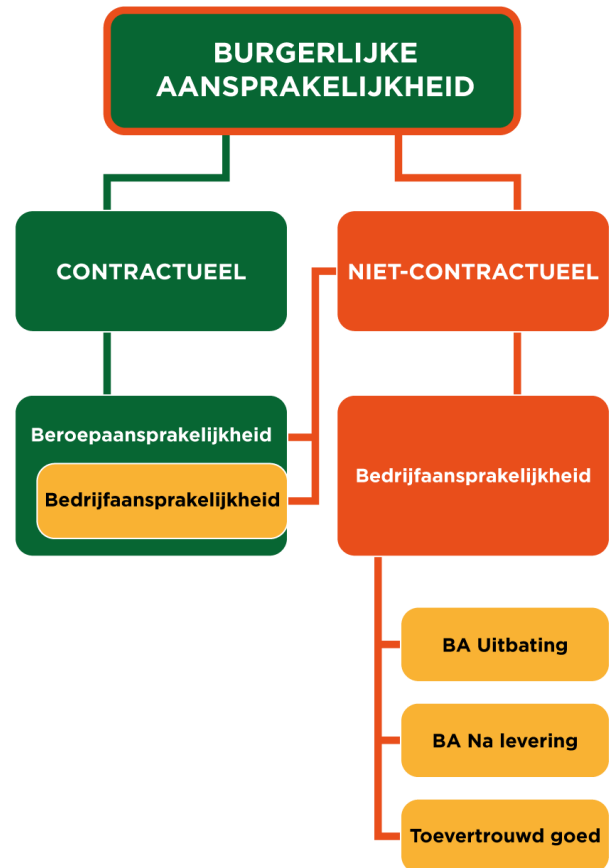 BURGERLIJKE
AANSPRAKELIJKHEID
CONTRACTUEEL
NIET-CONTRACTUEEL
Beroepaansprakelijkheid
Bedrijfaansprakelijkheid
Bedrijfaansprakelijkheid
BA Uitbating
BA Na levering
Toevertrouwd goed